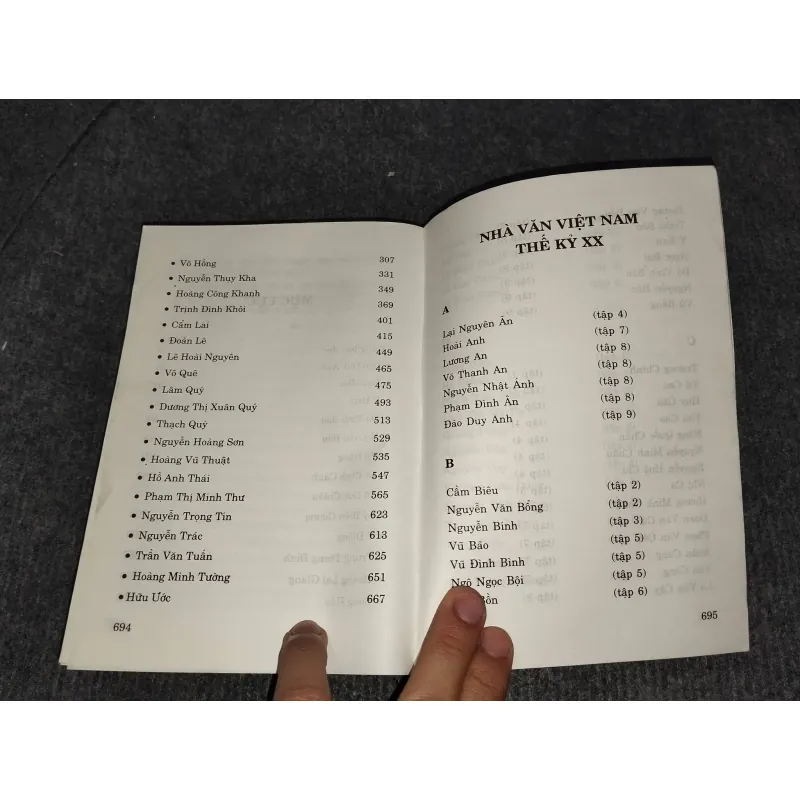 • Võ Hồng 307
• Nguyễn Thụy Kha 331
• Hoàng Công Khanh 349
• Trịnh Đình Khôi 369
• Cẩm Lai 401
• Đoàn Lê 415
• Lê Hoài Nguyên 449
• Võ Quê 465
• Lâm Quý 475
• Dương Thị Xuân Quý 493
• Thạch Quỳ 513
• Nguyễn Hoàng Sơn 529
• Hoàng Vũ Thuật 535
• Hồ Anh Thái 547
• Phạm Thị Minh Thư 565
• Nguyễn Trọng Tín 623
• Nguyễn Trác 613
• Trần Văn Tuấn 625
• Hoàng Minh Tường 651
• Hữu Ước 667
694
NHÀ VĂN VIỆT NAM
THẾ KỶ XX
A
Lại Nguyên Ân (tập 4)
Hoài Anh (tập 7)
Lương An (tập 8)
Võ Thanh An (tập 8)
Nguyễn Nhật Ánh (tập 8)
Phạm Đình Ân (tập 8)
Đào Duy Anh (tập 9)
B
Cầm Biêu (tập 2)
Nguyễn Văn Bổng (tập 2)
Nguyễn Bính (tập 3)
Vũ Bão (tập 5)
Vũ Đình Bình (tập 5)
Ngô Ngọc Bội (tập 5)
Bồn (tập 6)
695